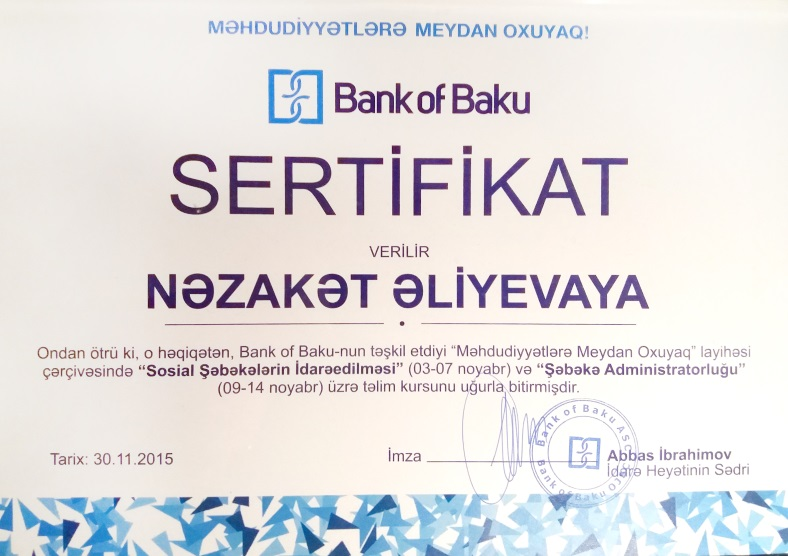 MƏHDUDİYYƏTLƏRƏ MEYDAN OXUYAQ!
Bank of Baku
SERTİFİKAT
VERİLİR
NƏZAKƏT ƏLİYEVAYA
Ondan ötrü ki, o həqiqətən, Bank of Baku-nun təşkil etdiyi “Məhdudiyyətlərə Meydan Oxuyaq” layihəsi
çərçivəsində “Sosial Şəbəkələrin İdarəedilməsi” (03-07 noyabr) və “Şəbəkə Administratorluğu”
(09-14 noyabr) üzrə təlim kursunu uğurla bitirmişdir.
Tarix: 30.11.2015
İmza
Abbas İbrahimov
İdarə Heyətinin Sədri
Bank of Baku ASC
Bank of Baku